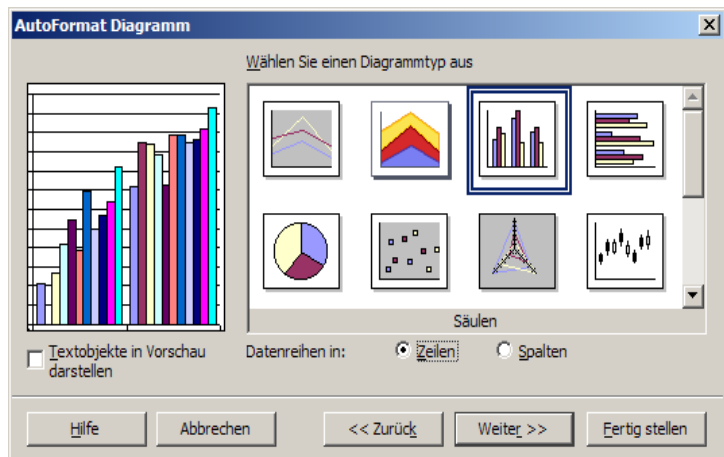 AutoFormat Diagramm
Wählen Sie einen Diagrammtyp aus
Säulen
Textobjekte in Vorschau
darstellen
Datenreihen in:
Zeilen
Spalten
Hilfe
Abbrechen
<< Zurück
Weiter >>
Fertig stellen